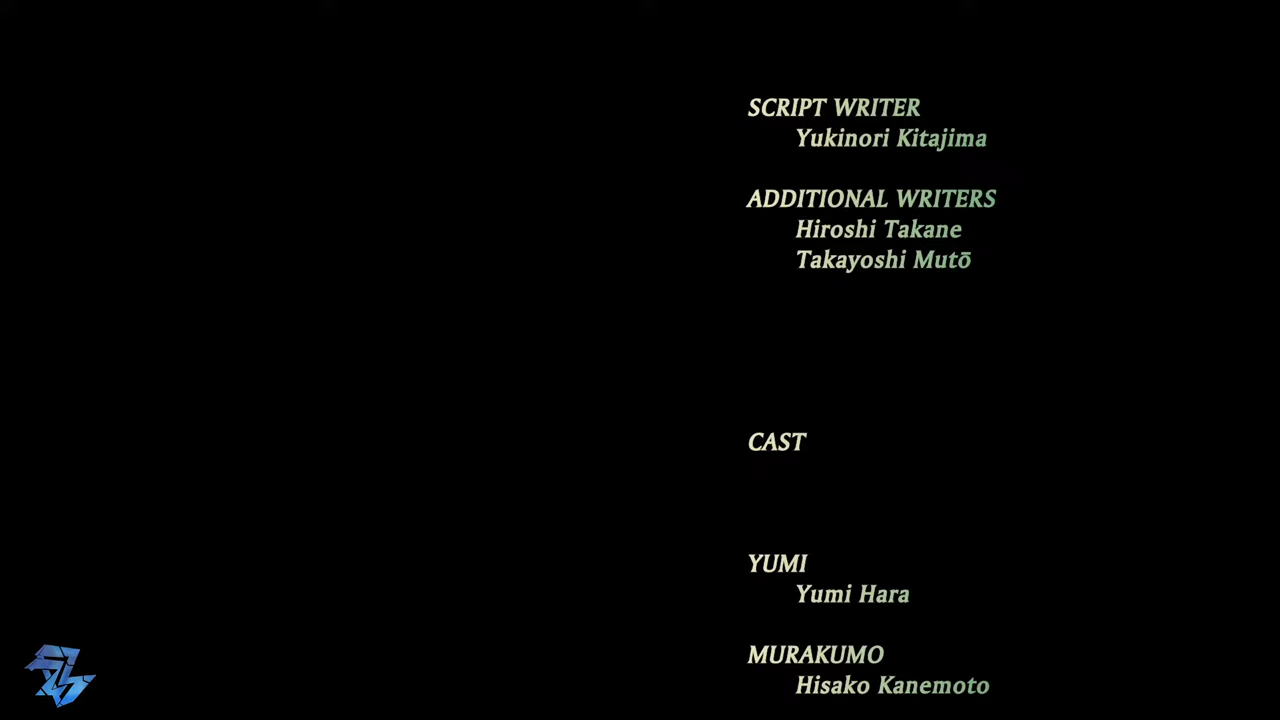 SCRIPT WRITER
Yukinori Kitajima
ADDITIONAL WRITERS
Hiroshi Takane
Takayoshi Mutō
CAST
YUMI
Yumi Hara
MURAKUMO
Hisako Kanemoto